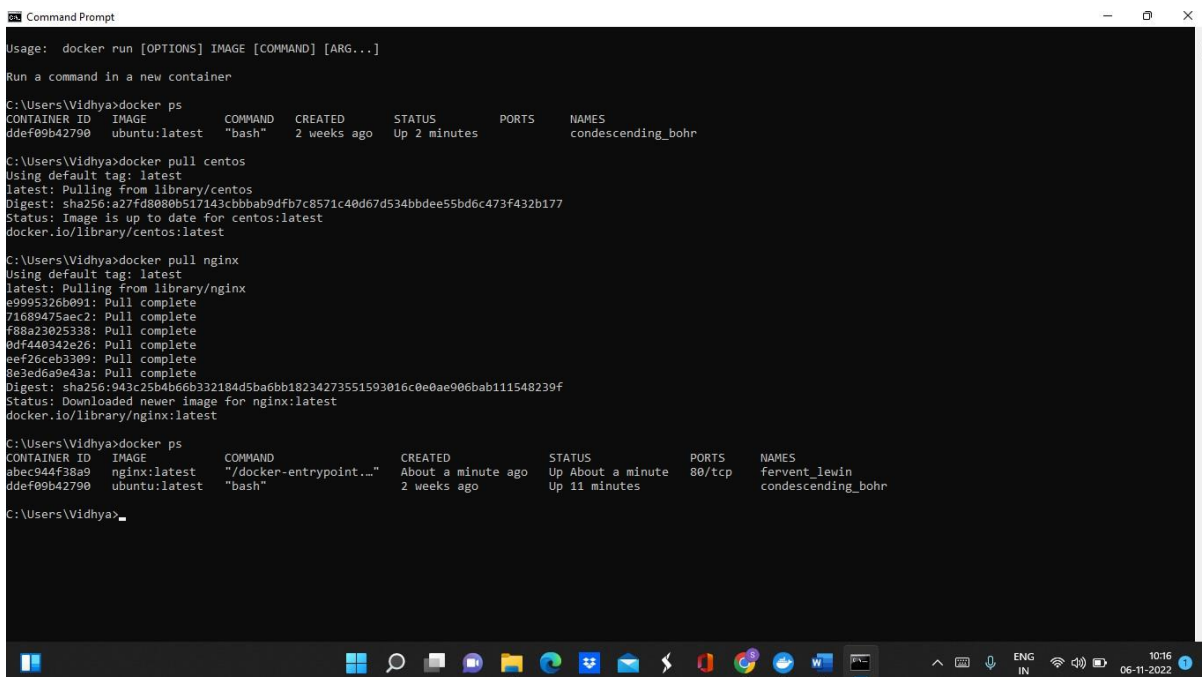 Command Prompt
Usage:  docker run [OPTIONS] IMAGE [COMMAND] [ARG...]
Run a command in a new container
C:\Users\Vidhya>docker ps
CONTAINER ID   IMAGE           COMMAND   CREATED       STATUS         PORTS     NAMES
ddef09b42790   ubuntu:latest   "bash"    2 weeks ago   Up 2 minutes             condescending_bohr
C:\Users\Vidhya>docker pull centos
Using default tag: latest
latest: Pulling from library/centos
Digest: sha256:a27fd8080b517143cbbbab9dfb7c8571c40d67d534bbdee55bd6c473f432b177
Status: Image is up to date for centos:latest
docker.io/library/centos:latest
C:\Users\Vidhya>docker pull nginx
Using default tag: latest
latest: Pulling from library/nginx
e9995326b091: Pull complete
71689475aec2: Pull complete
f88a23025338: Pull complete
0df440342e26: Pull complete
eef26ceb3309: Pull complete
8e3ed6a9e43a: Pull complete
Digest: sha256:943c25b4b66b332184d5ba6bb18234273551593016c0e0ae906bab111548239f
Status: Downloaded newer image for nginx:latest
docker.io/library/nginx:latest
C:\Users\Vidhya>docker ps
CONTAINER ID   IMAGE           COMMAND                  CREATED              STATUS              PORTS     NAMES
abec944f38a9   nginx:latest    "/docker-entrypoint.…"   About a minute ago   Up About a minute   80/tcp    fervent_lewin
ddef09b42790   ubuntu:latest   "bash"                   2 weeks ago          Up 11 minutes                 condescending_bohr
C:\Users\Vidhya>
ENG
IN
10:16
06-11-2022
1